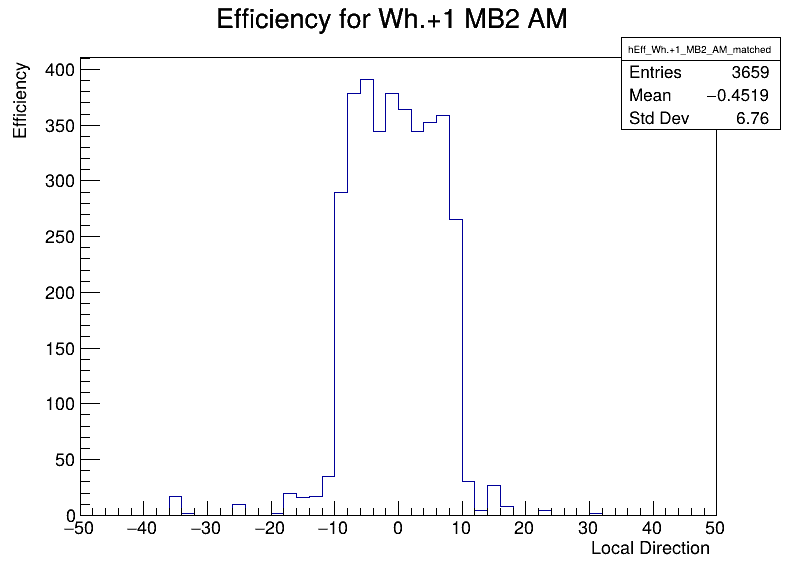 Efficiency for Wh.+1 MB2 AM
hEff_Wh.+1_MB2_AM_matched
Entries 3659
Mean −0.4519
Std Dev 6.76
Efficiency
400
350
300
250
200
150
100
50
0
−50 −40 −30 −20 −10 0 10 20 30 40 50
Local Direction